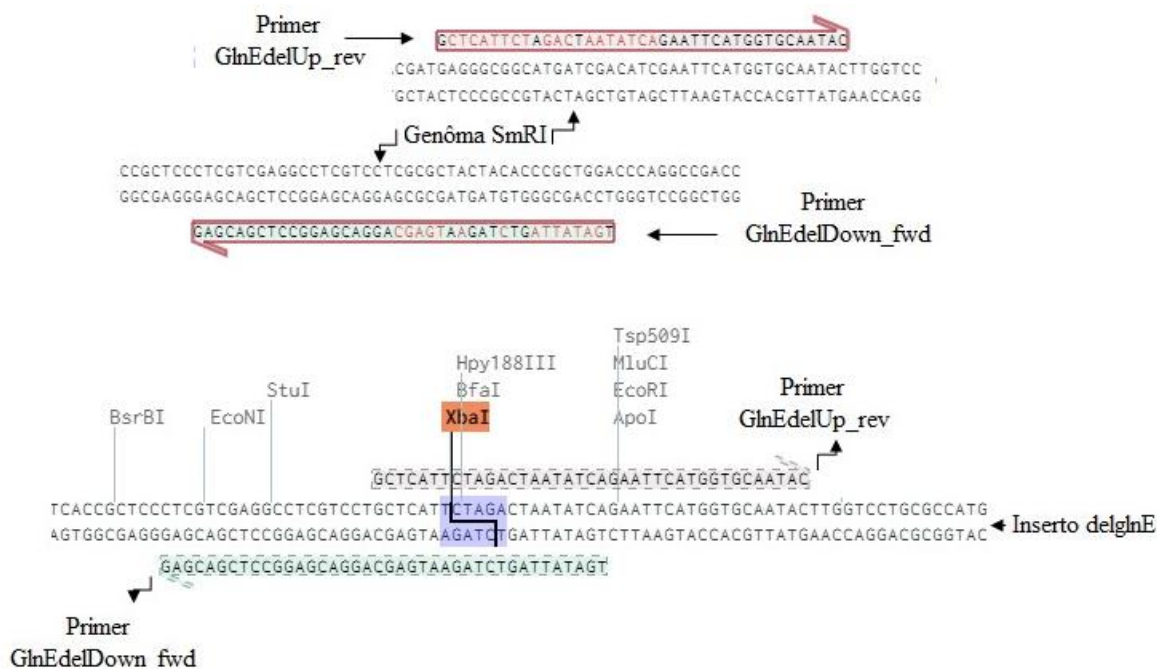 Primer
GlnEdelUp_rev
GCTCATTCTAGACTAATATCAGAATTCATGGTGCAATAC
CGATGAGGGCGGCATGATCGACATCGAATTCATGGTGCAATACTTGGTCC
GCTACTCCCGCCGTACTAGCTGTAGCTTAAGTACCACGTTATGAACCAGG
Genôma SmRI
CCGCTCCCTCGTCGAGGCCTCGTCCTCGCGCTACTACACCCGCTGGACCCAGGCCGACC
GGCGAGGGAGCAGCTCCGGAGCAGGAGCGCGATGATGTGGGCGACCTGGGTCCGGCTGG
GAGCAGCTCCGGAGCAGGACGAGTAAGATCTGATTATAGT
Primer
GlnEdelDown_fwd
Tsp509I
Hpy188III
MluCI
StuI
BfaI
EcoRI
Primer
BsrBI
EcoNI
XbaI
ApoI
GlnEdelUp_rev
GCTCATTCTAGACTAATATCAGAATTCATGGTGCAATAC
TCACCGCTCCCTCGTCGAGGCCTCGTCCTGCTCATTCTAGACTAATATCAGAATTCATGGTGCAATACTTGGTCCTGCGCCATG
AGTGGCGAGGGAGCAGCTCCGGAGCAGGACGAGTAAGATCTGATTATAGTCTTAAGTACCACGTTATGAACCAGGACGCGGTAC
Inserto delglnE
GAGCAGCTCCGGAGCAGGACGAGTAAGATCTGATTATAGT
Primer
GlnEdelDown_fwd